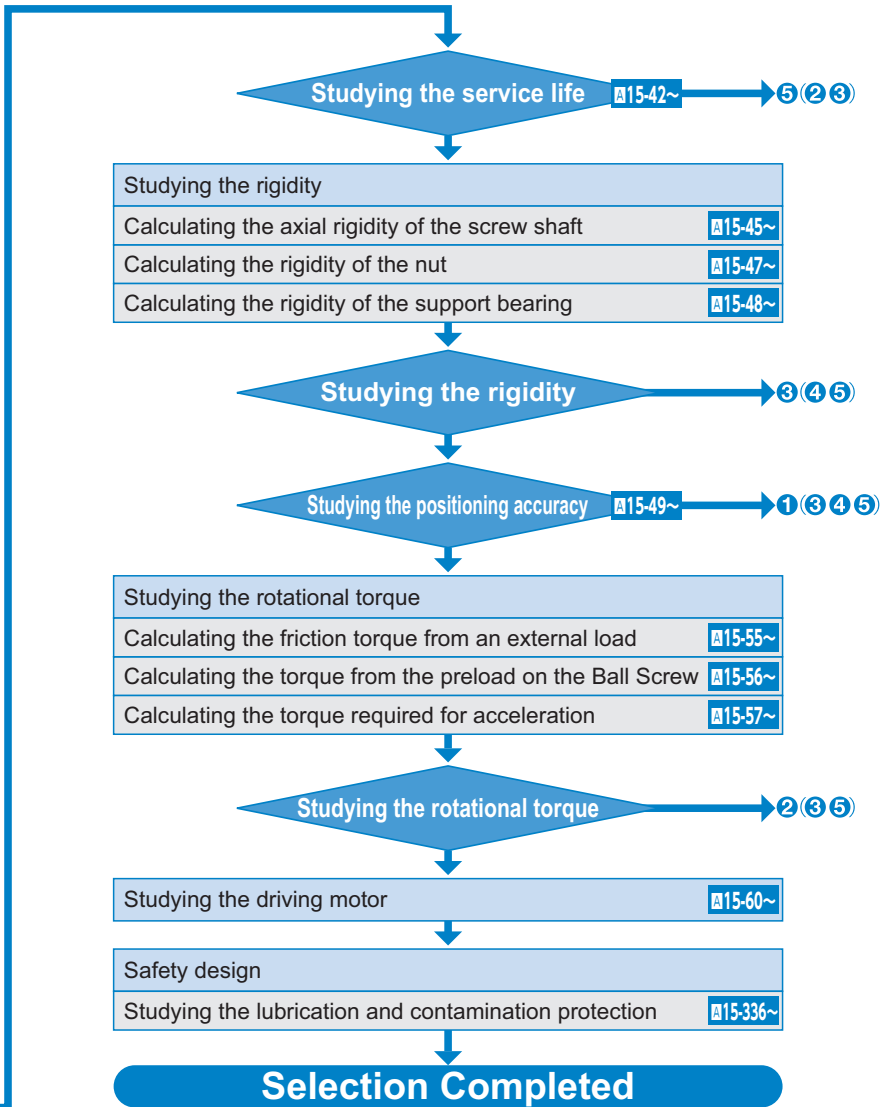 Studying the service life A15-42~ ❺(❷❸)
Studying the rigidity
Calculating the axial rigidity of the screw shaft A15-45~
Calculating the rigidity of the nut A15-47~
Calculating the rigidity of the support bearing A15-48~
Studying the rigidity ❸(❹❺)
Studying the positioning accuracy A15-49~ ❶(❸❹❺)
Studying the rotational torque
Calculating the friction torque from an external load A15-55~
Calculating the torque from the preload on the Ball Screw A15-56~
Calculating the torque required for acceleration A15-57~
Studying the rotational torque ❷(❸❺)
Studying the driving motor A15-60~
Safety design
Studying the lubrication and contamination protection A15-336~
Selection Completed